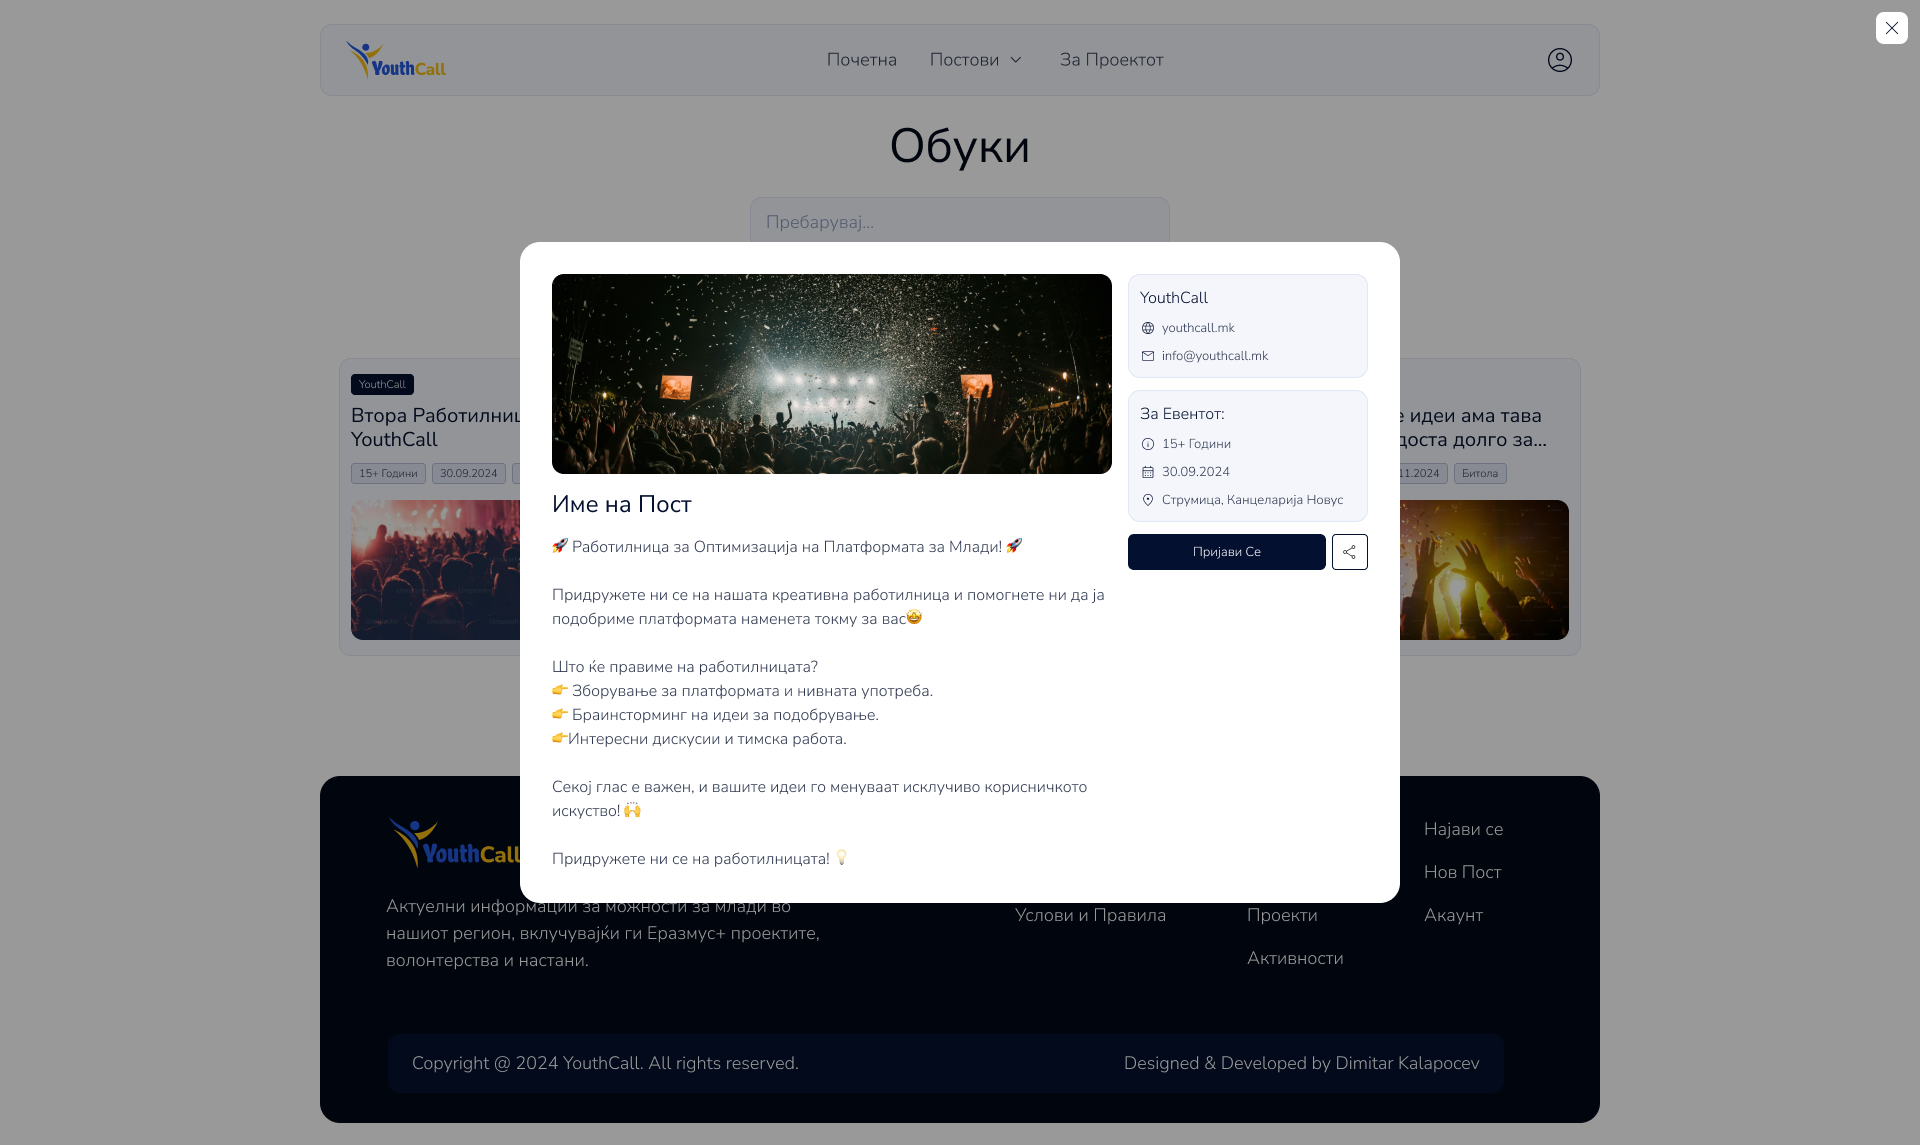 YouthCall
Почетна
Постови
За Проектот
Обуки
Пребарувај...
YouthCall
Втора Работилниц
YouthCall
15+ Години
30.09.2024
Име на Пост
🚀 Работилница за Оптимизација на Платформата за Млади! 🚀
Придружете ни се на нашата креативна работилница и помогнете ни да ја
подобриме платформата наменета токму за вас🤩
Што ќе правиме на работилницата?
👉 Зборување за платформата и нивната употреба.
👉 Браинсторминг на идеи за подобрување.
👉Интересни дискусии и тимска работа.
Секој глас е важен, и вашите идеи го менуваат исклучиво корисничкото
искуство! 🙌
Придружете ни се на работилницата! 💡
YouthCall
youthcall.mk
info@youthcall.mk
За Евентот:
15+ Години
30.09.2024
Струмица, Канцеларија Новус
Пријави Се
е идеи ама тава
доста долго за...
11.2024
Битола
YouthCall
Актуелни информации за можности за млади во
нашиот регион, вклучувајќи ги Еразмус+ проектите,
волонтерства и настани.
Услови и Правила
Проекти
Активности
Најави се
Нов Пост
Акаунт
Copyright @ 2024 YouthCall. All rights reserved.
Designed & Developed by Dimitar Kalapocev